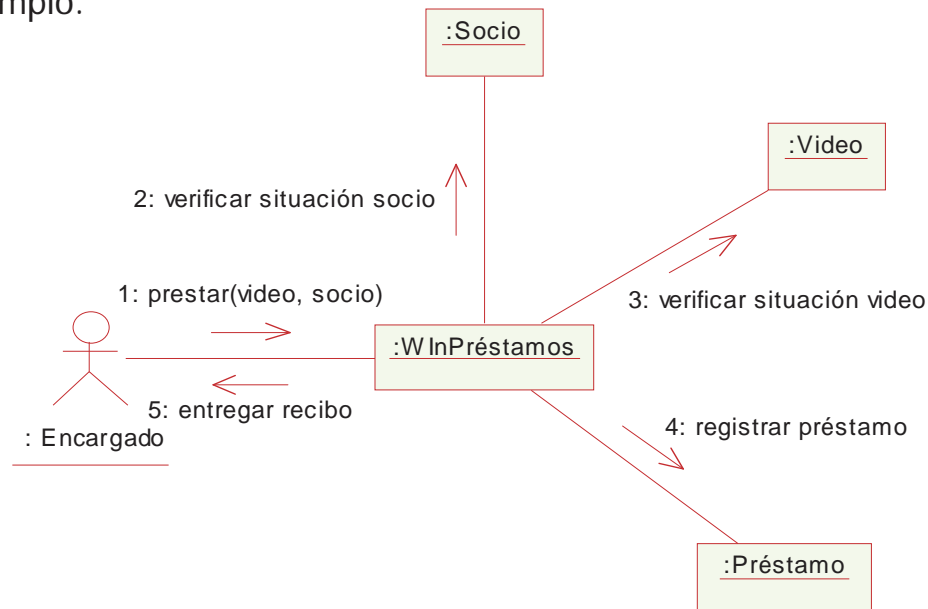 mplo:
:Socio
:Video
2: verificar situación socio
1: prestar(video, socio)
3: verificar situación video
:WInPréstamos
5: entregar recibo
4: registrar préstamo
: Encargado
:Préstamo